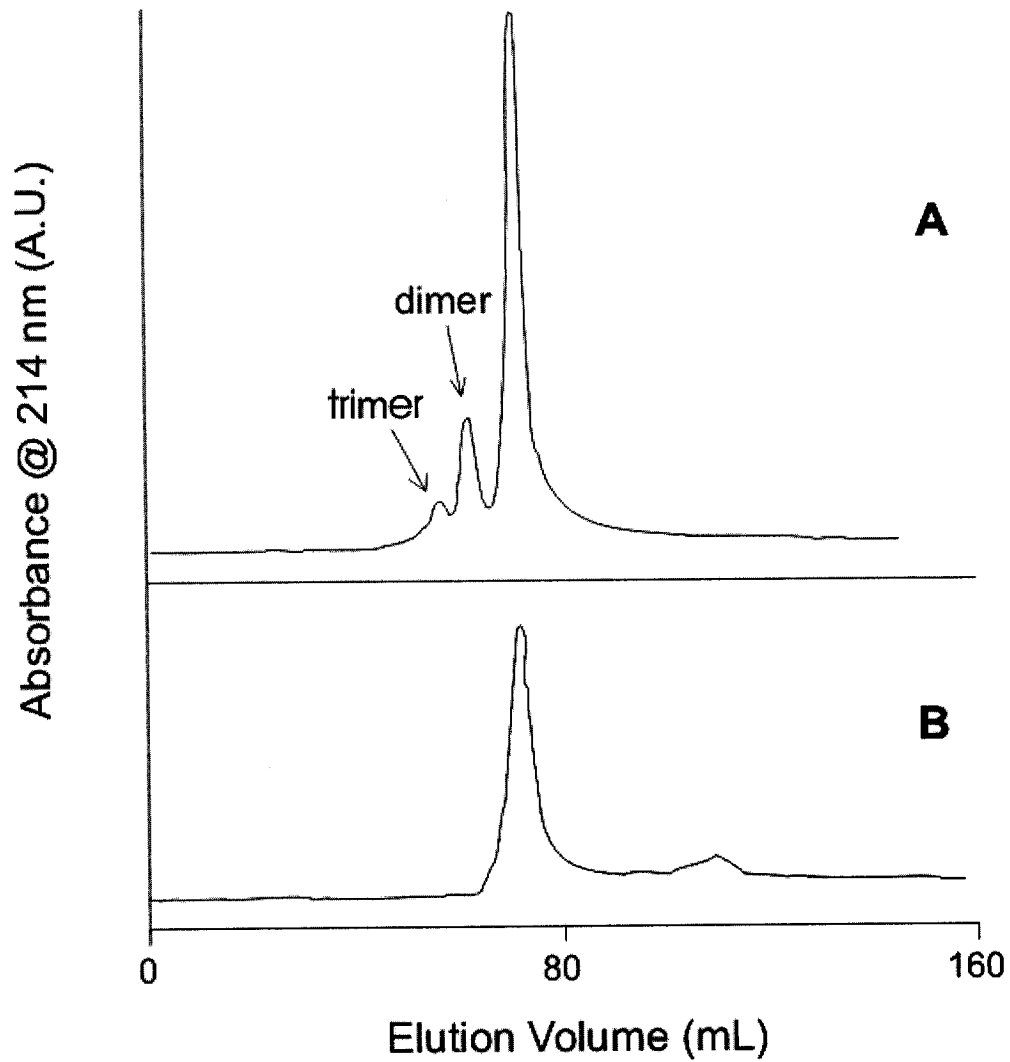 A
dimer
trimer
Absorbance @ 214 nm (A.U.)
B
0 80 160
Elution Volume (mL)